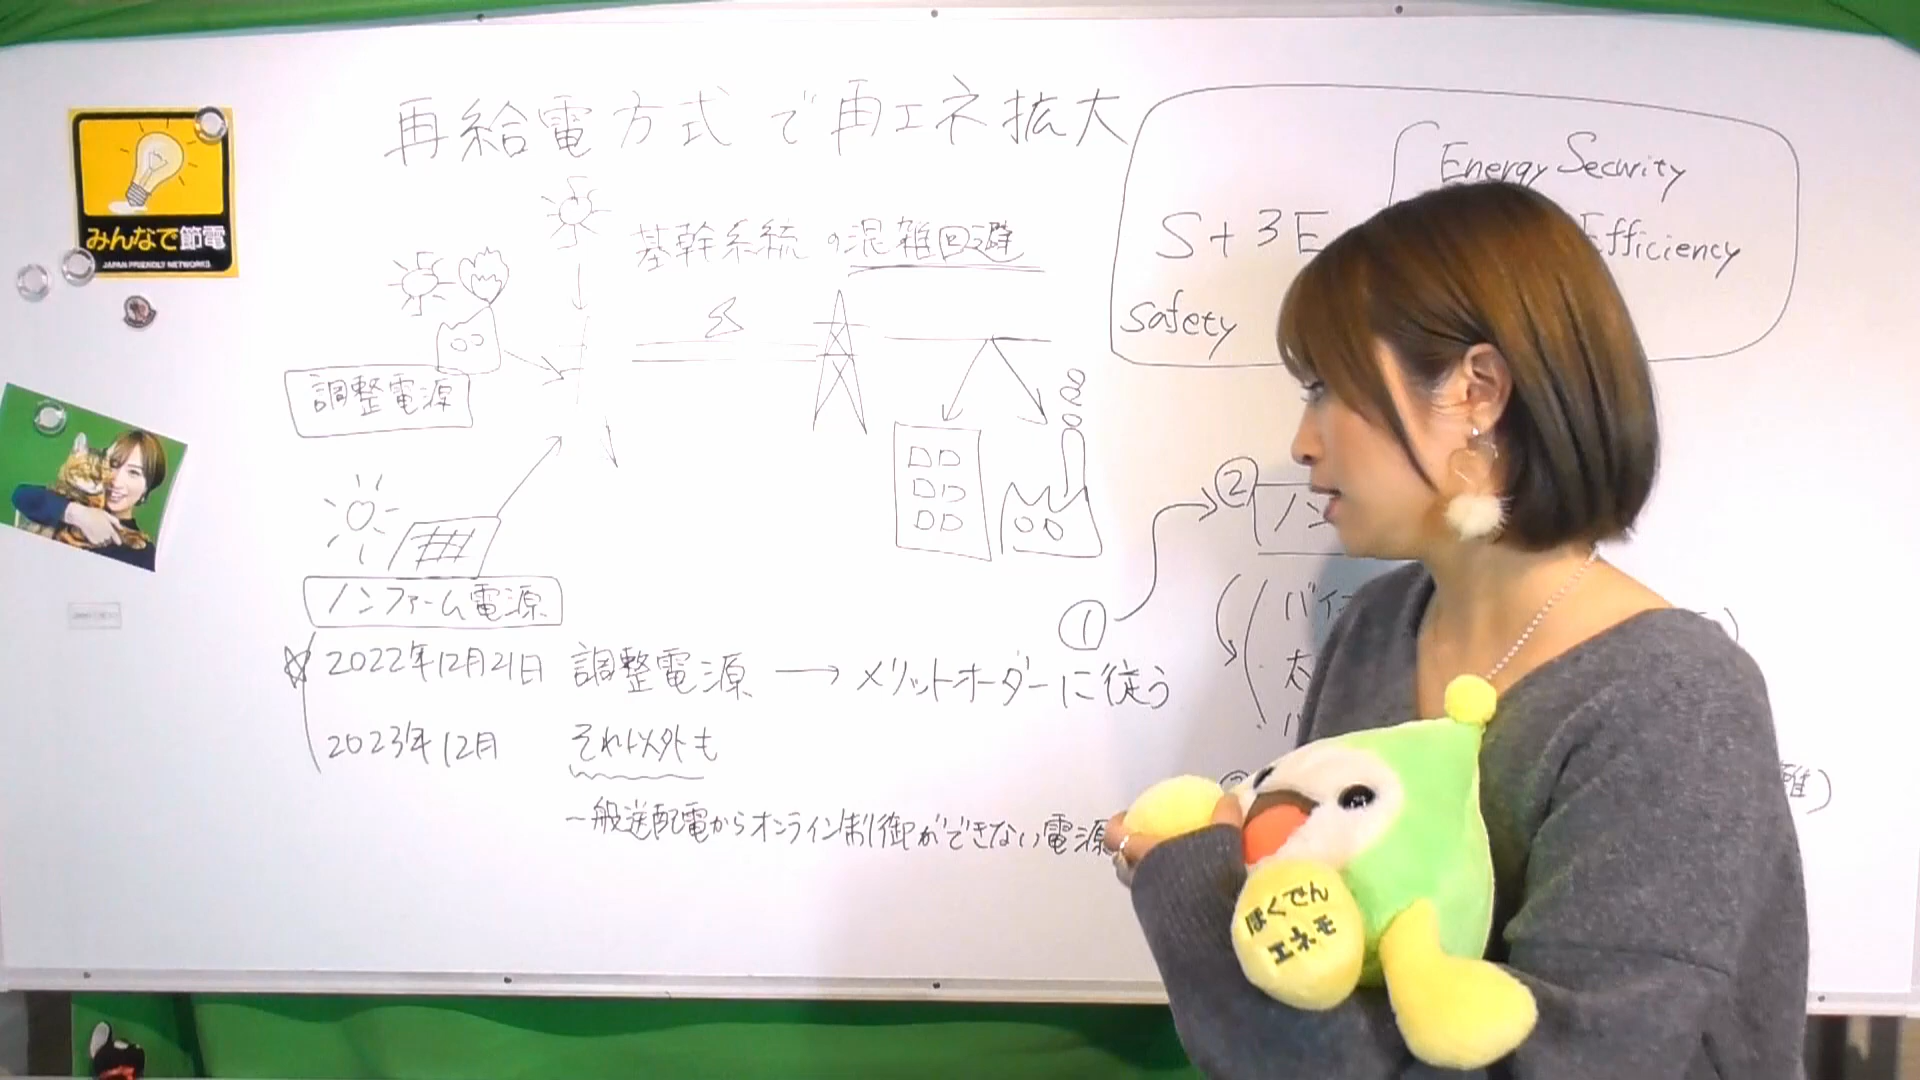 再給電方式で再エネ拡大
みんなで節電
JAPAN FRIENDLY NETWORKS
基幹系統の混雑回避
調整電源
ノンファーム電源
2022年12月21日 調整電源 → メリットオーダーに従う
2023年12月 それ以外も
一般送配電からオンライン制御ができない電源
Energy Security
S+3E
Efficiency
safety
①
②
ノン
バイ
太
ほくでん
エネモ